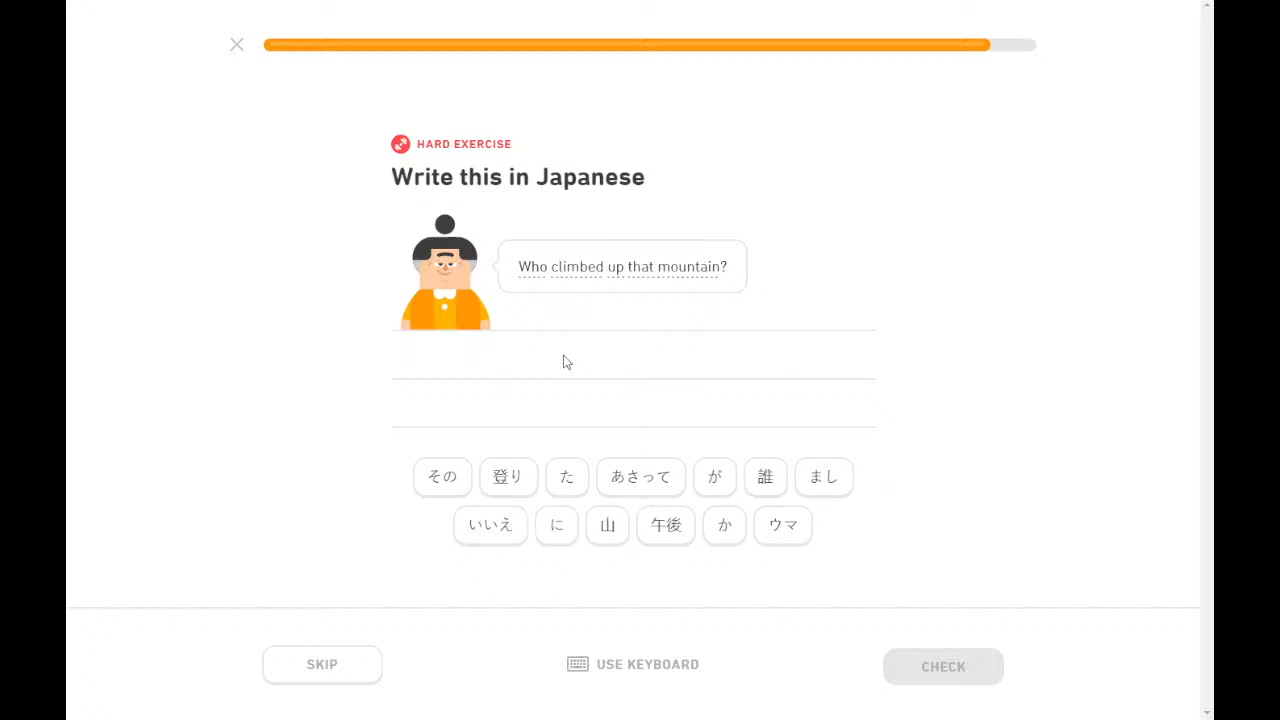 HARD EXERCISE
Write this in Japanese
Who climbed up that mountain?
その 登り た あさって が 誰 まし
いいえ に 山 午後 か ウマ
SKIP USE KEYBOARD CHECK